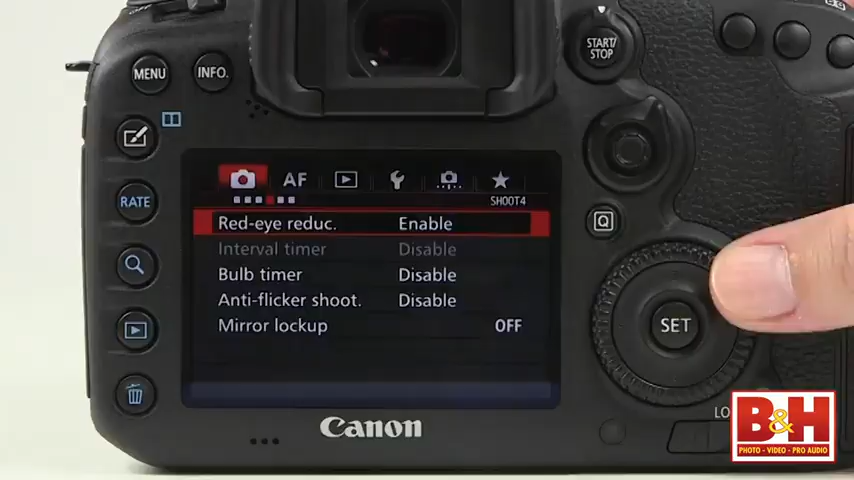 START/
STOP
MENU
INFO.
RATE
AF
SHOOT4
Red-eye reduc. Enable
Interval timer Disable
Bulb timer Disable
Anti-flicker shoot. Disable
Mirror lockup OFF
Q
SET
Canon
LO
B&H
PHOTO - VIDEO - PRO AUDIO